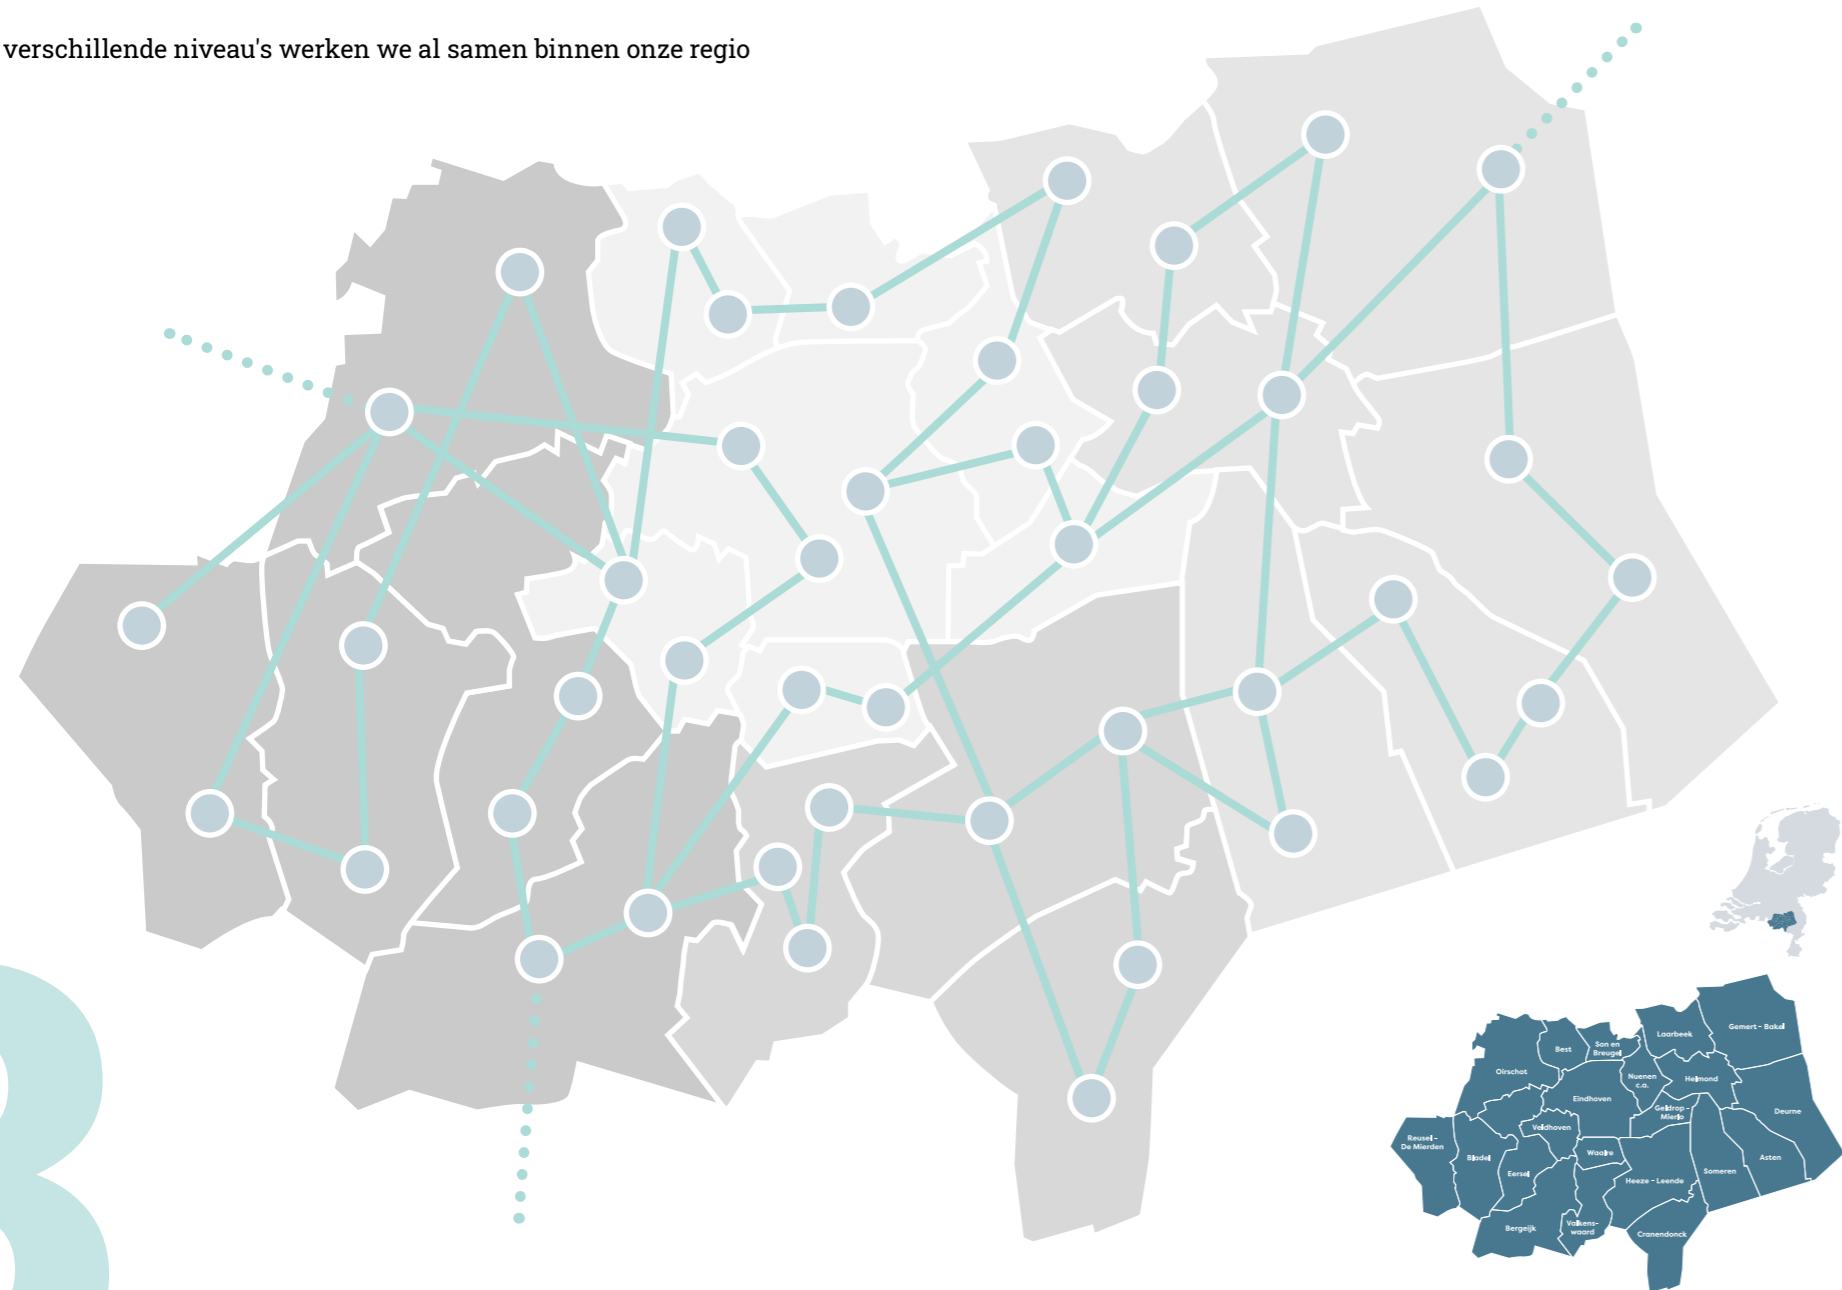 verschillende niveau's werken we al samen binnen onze regio
Gemert - Bakel
Laarbeek
Best
Son en
Breugel
Oirschot
Nuenen
c.a.
Helmond
Eindhoven
Geldrop -
Mierlo
Deurne
Veldhoven
Reusel -
De Mierden
Bladel
Waalre
Asten
Eersel
Someren
Heeze - Leende
Bergeijk
Valkens-
waard
Cranendonck